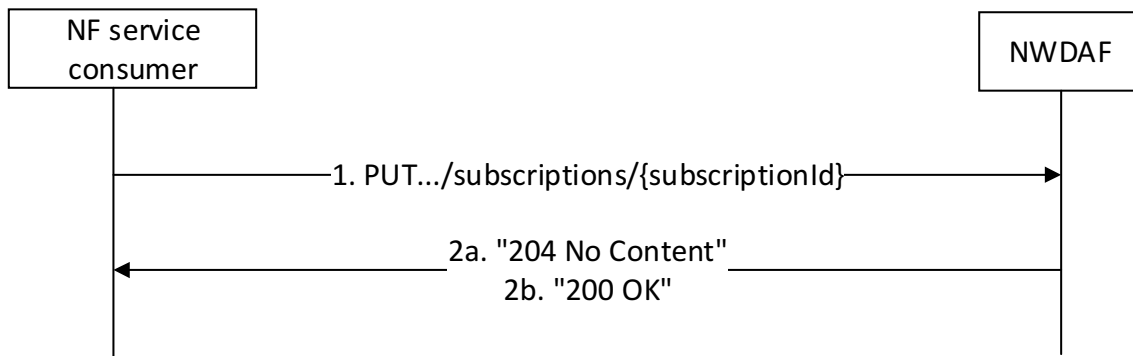 NF service
consumer
NWDAF
1. PUT.../subscriptions/{subscriptionId}
2a. "204 No Content"
2b. "200 OK"